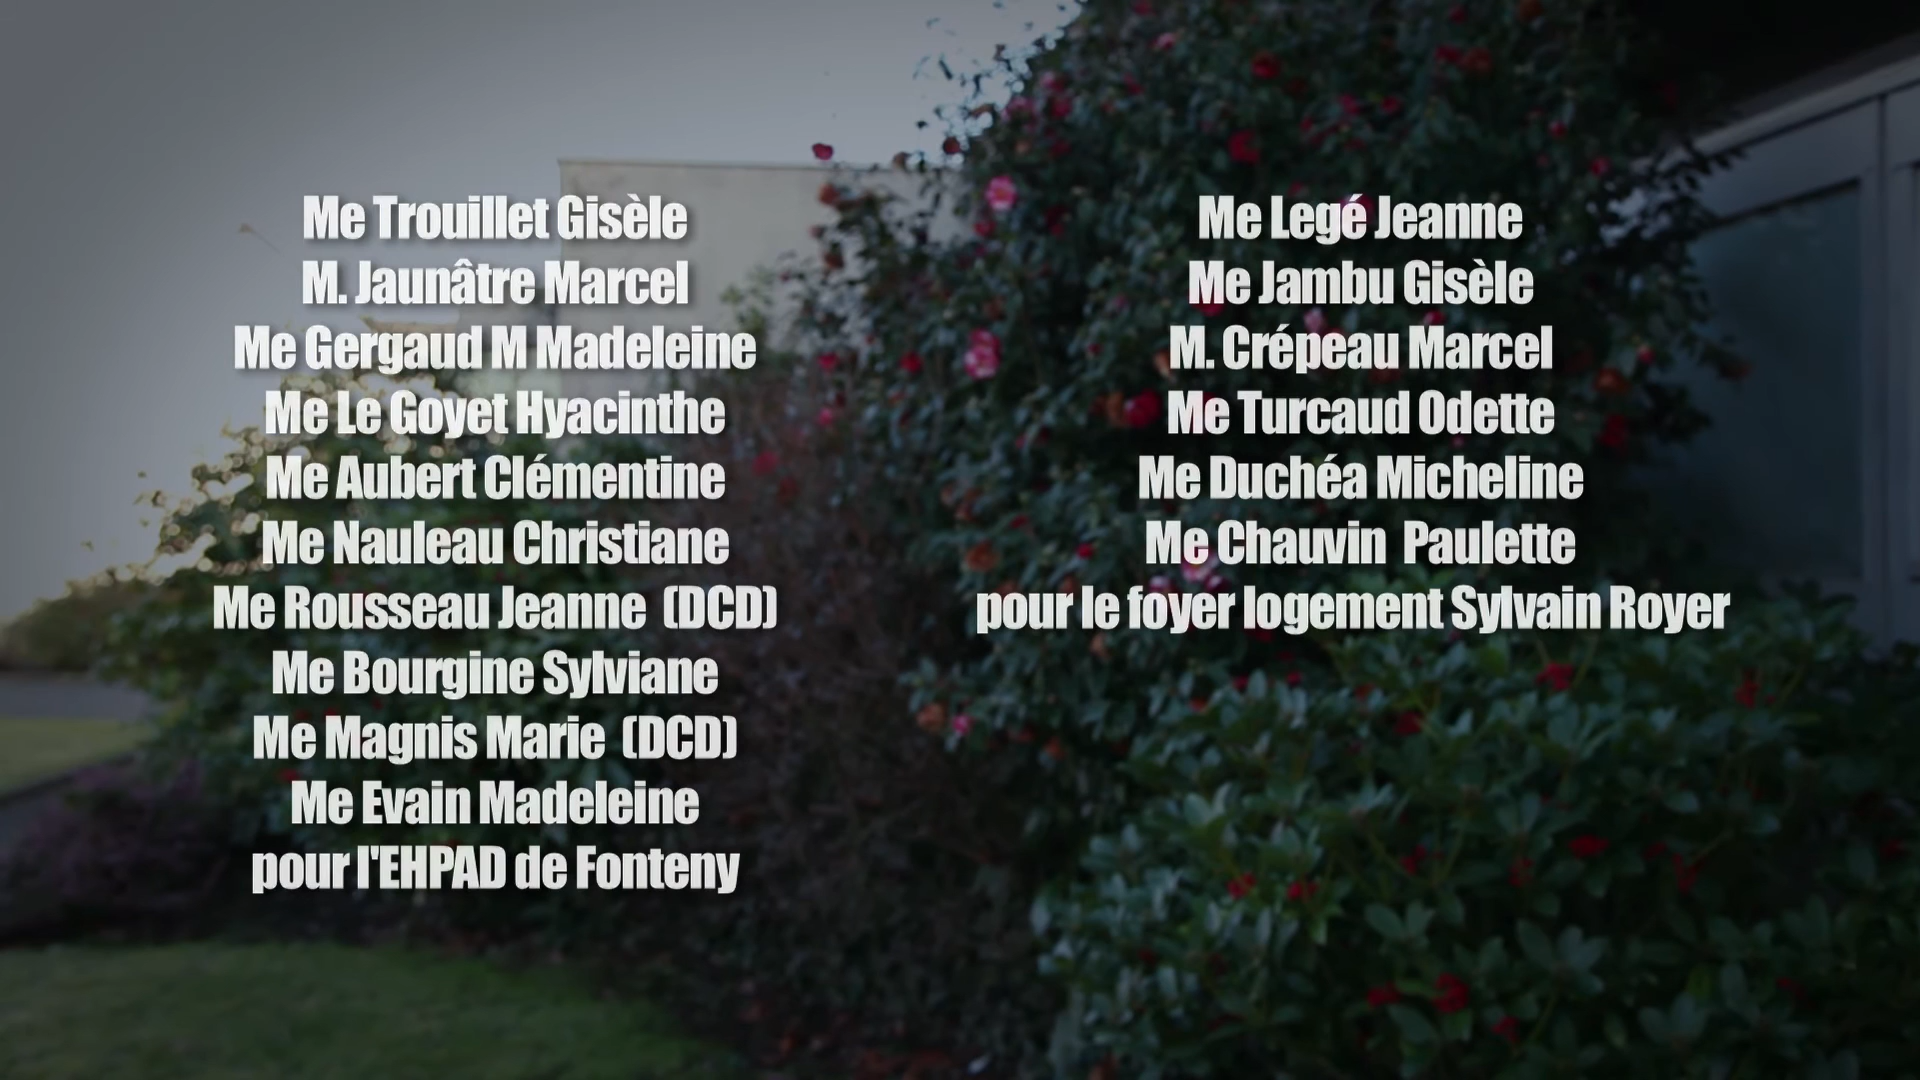 Me Trouillet Gisèle
M. Jaunâtre Marcel
Me Gergaud M Madeleine
Me Le Goyet Hyacinthe
Me Aubert Clémentine
Me Nauleau Christiane
Me Rousseau Jeanne (DCD)
Me Bourgine Sylviane
Me Magnis Marie (DCD)
Me Evain Madeleine
pour l'EHPAD de Fonteny
Me Legé Jeanne
Me Jambu Gisèle
M. Crépeau Marcel
Me Turcaud Odette
Me Duchéa Micheline
Me Chauvin Paulette
pour le foyer logement Sylvain Royer